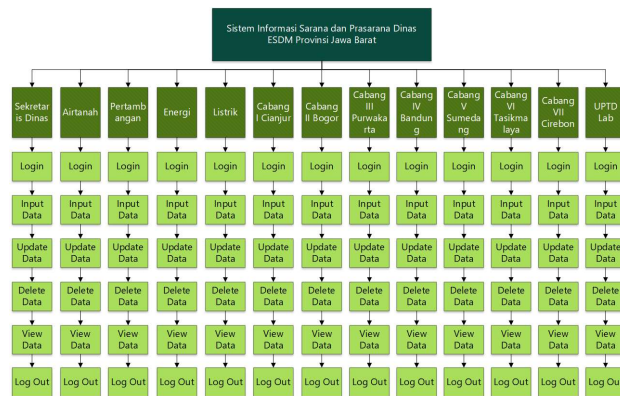 Sistem Informasi Sarana dan Prasarana Dinas
ESDM Provinsi Jawa Barat
Sekretar
is Dinas
Airtanah
Pertamb
angan
Energi
Listrik
Cabang
I Cianjur
Cabang
II Bogor
Cabang
III
Purwaka
rta
Cabang
IV
Bandun
g
Cabang
V
Sumeda
ng
Cabang
VI
Tasikma
laya
Cabang
VII
Cirebon
UPTD
Lab
Login Login Login Login Login Login Login Login Login Login Login Login Login
Input Input Input Input Input Input Input Input Input Input Input Input Input
Data Data Data Data Data Data Data Data Data Data Data Data Data
Update Update Update Update Update Update Update Update Update Update Update Update Update
Data Data Data Data Data Data Data Data Data Data Data Data Data
Delete Delete Delete Delete Delete Delete Delete Delete Delete Delete Delete Delete Delete
Data Data Data Data Data Data Data Data Data Data Data Data Data
View View View View View View View View View View View View View
Data Data Data Data Data Data Data Data Data Data Data Data Data
Log Out Log Out Log Out Log Out Log Out Log Out Log Out Log Out Log Out Log Out Log Out Log Out Log Out